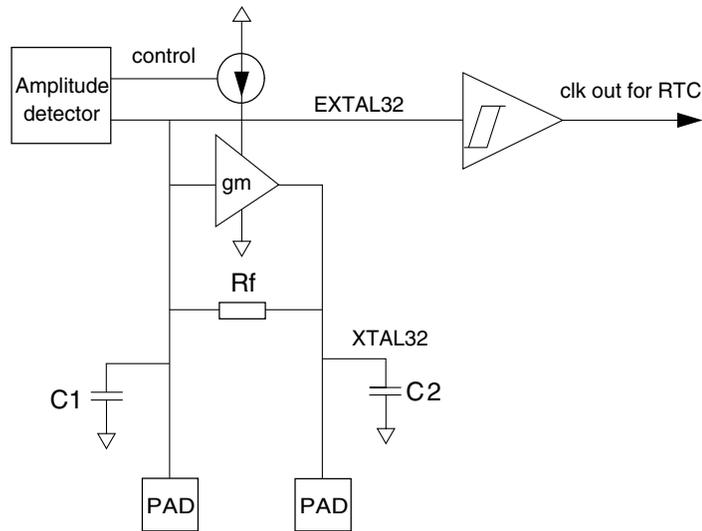 control
Amplitude
detector
EXTAL32
clk out for RTC
gm
Rf
XTAL32
C1
C2
PAD
PAD